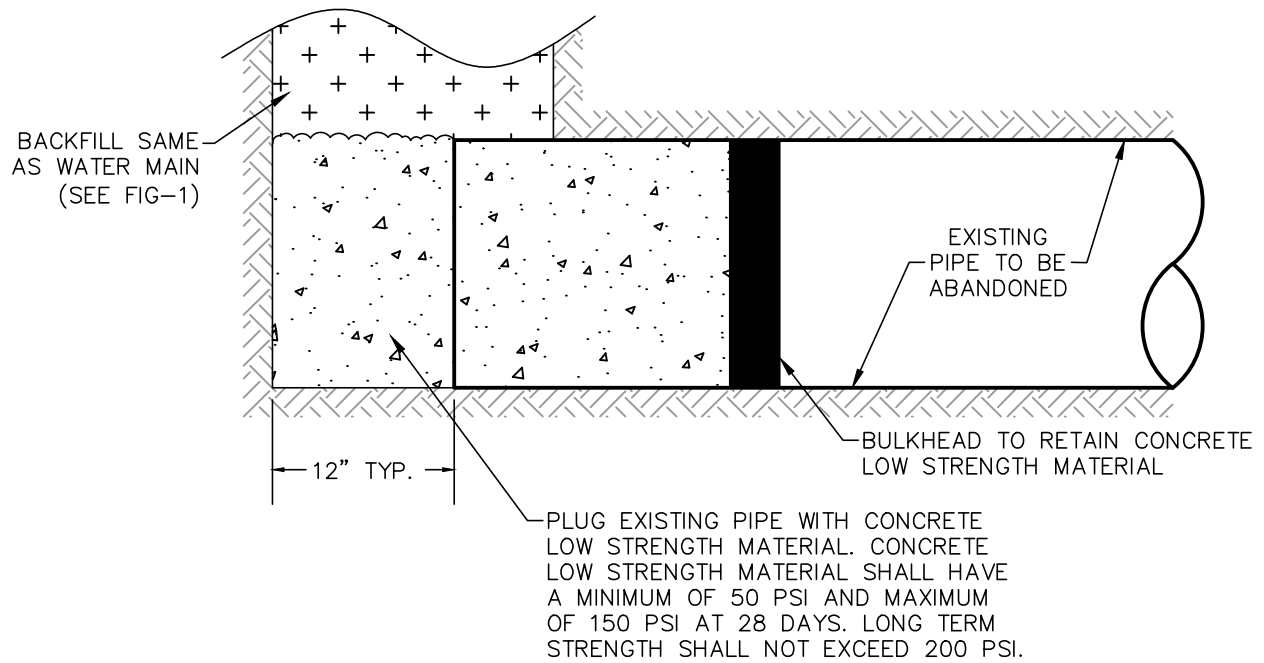 BACKFILL SAME
AS WATER MAIN
(SEE FIG-1)
EXISTING
PIPE TO BE
ABANDONED
BULKHEAD TO RETAIN CONCRETE
LOW STRENGTH MATERIAL
12" TYP.
PLUG EXISTING PIPE WITH CONCRETE
LOW STRENGTH MATERIAL. CONCRETE
LOW STRENGTH MATERIAL SHALL HAVE
A MINIMUM OF 50 PSI AND MAXIMUM
OF 150 PSI AT 28 DAYS. LONG TERM
STRENGTH SHALL NOT EXCEED 200 PSI.